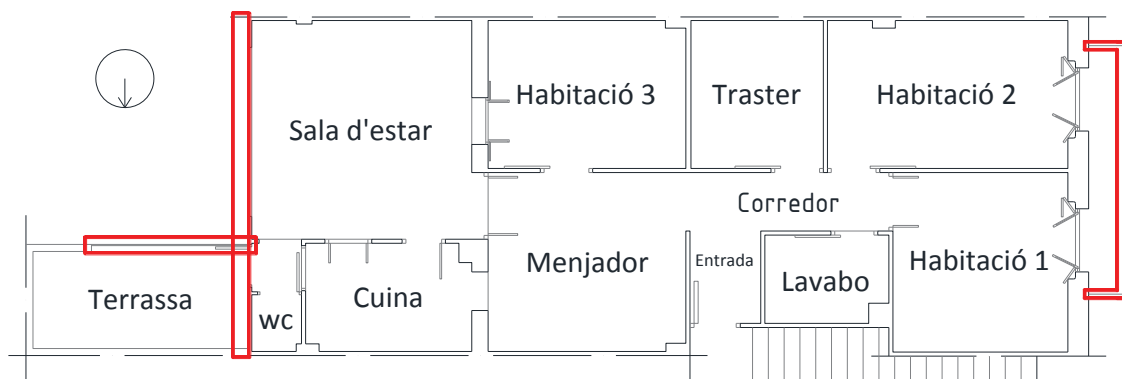 Habitació 3
Traster
Habitació 2
Sala d'estar
Corredor
Entrada
Menjador
Habitació 1
Lavabo
Terrassa
Cuina
wc